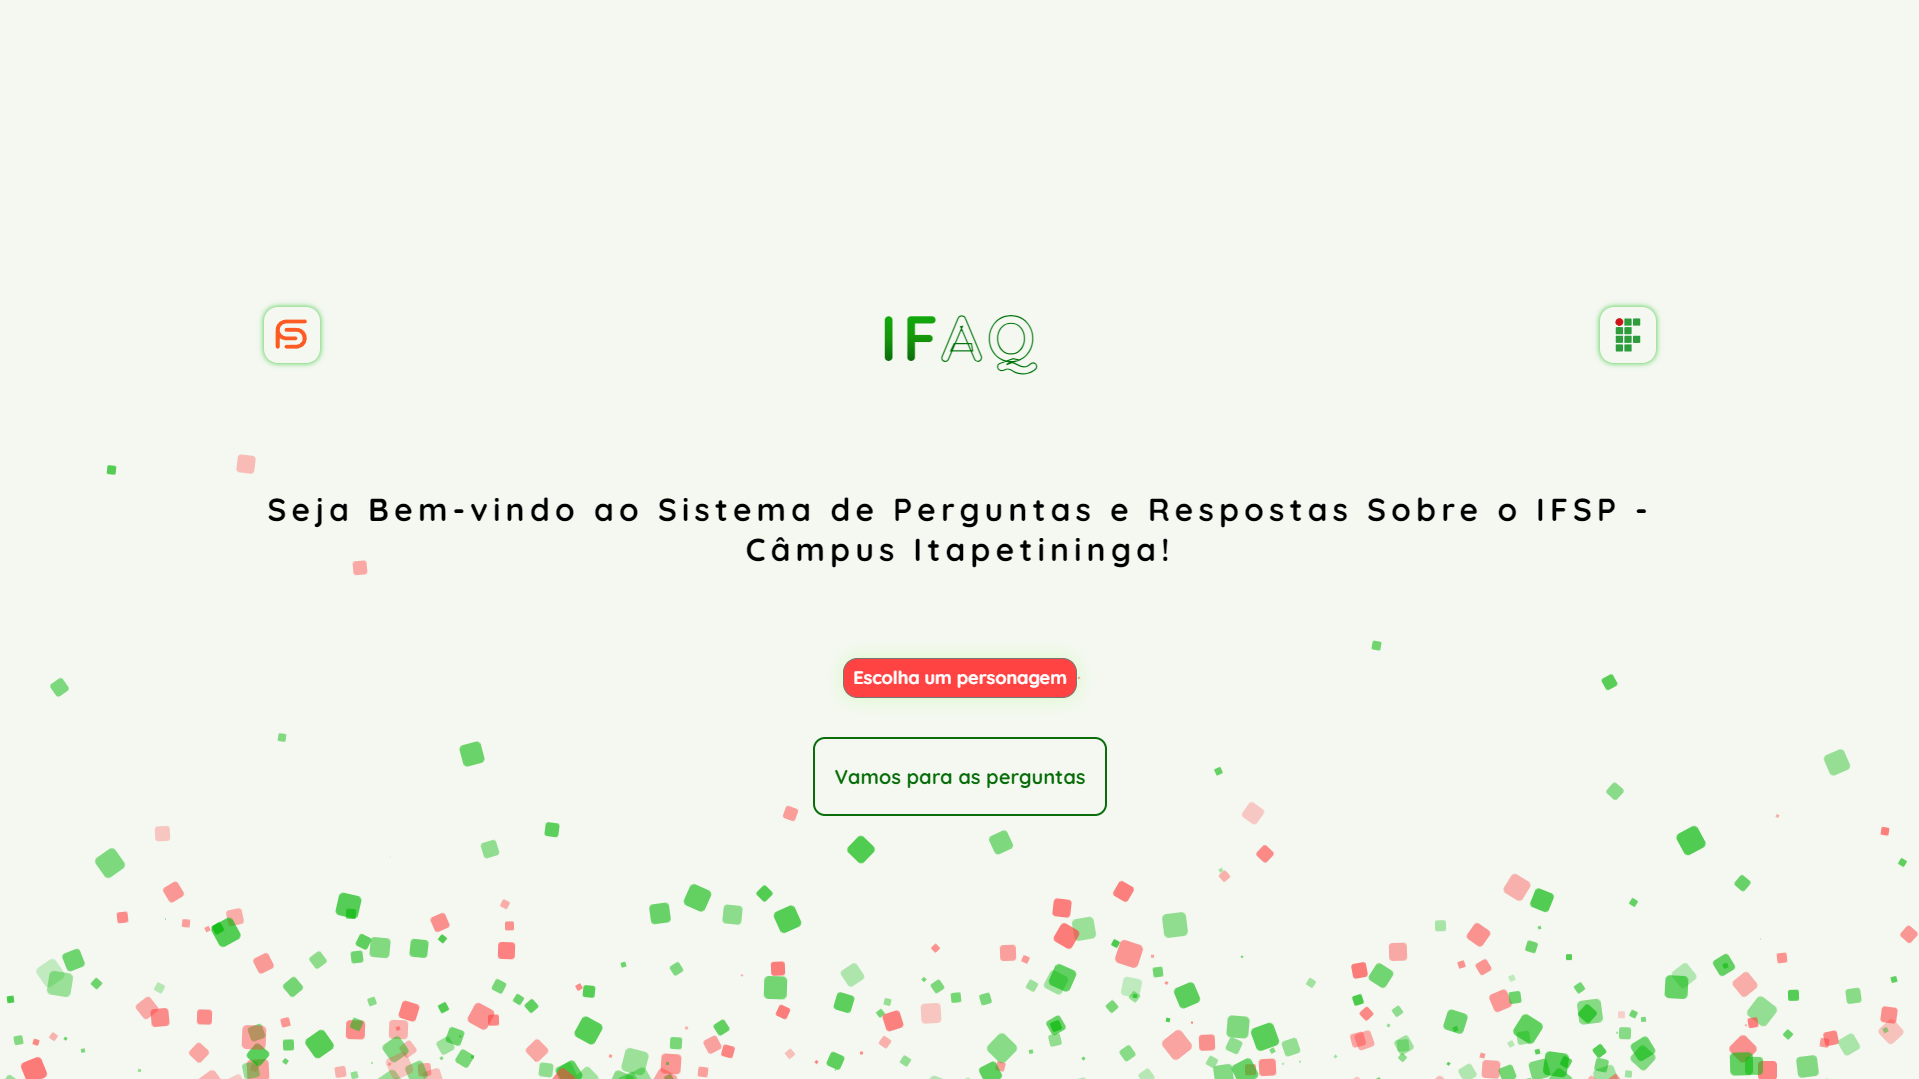 IFAQ
Seja Bem-vindo ao Sistema de Perguntas e Respostas Sobre o IFSP -
Câmpus Itapetininga!
Escolha um personagem
Vamos para as perguntas